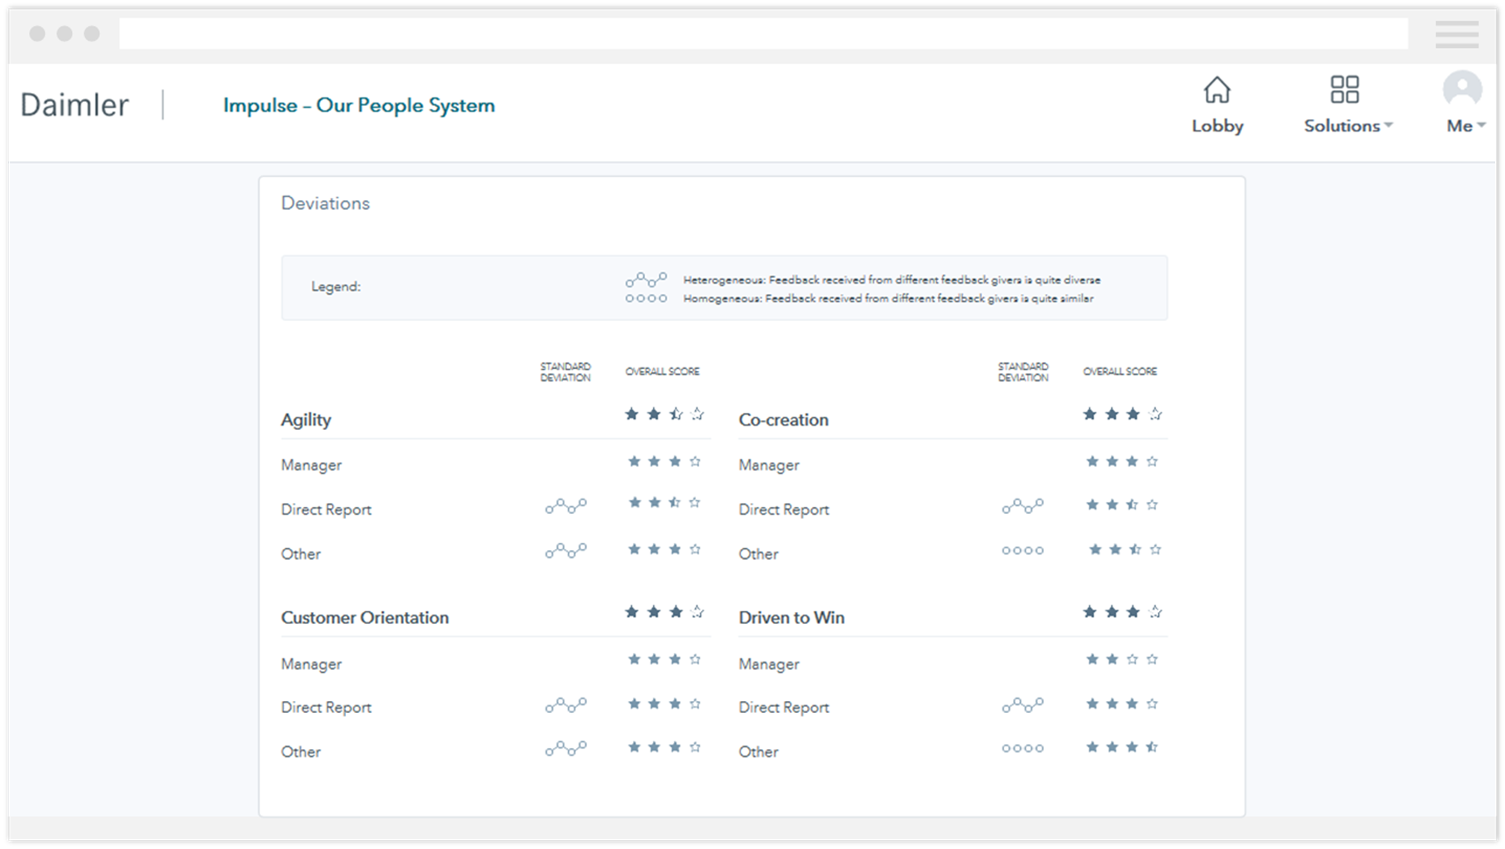 Daimler
Impulse – Our People System
Lobby
Solutions
Me
Deviations
Legend:
Heterogeneous: Feedback received from different feedback givers is quite diverse
Homogeneous: Feedback received from different feedback givers is quite similar
STANDARD
DEVIATION
OVERALL SCORE
STANDARD
DEVIATION
OVERALL SCORE
Agility
Manager
Direct Report
Other
Co-creation
Manager
Direct Report
Other
Customer Orientation
Manager
Direct Report
Other
Driven to Win
Manager
Direct Report
Other